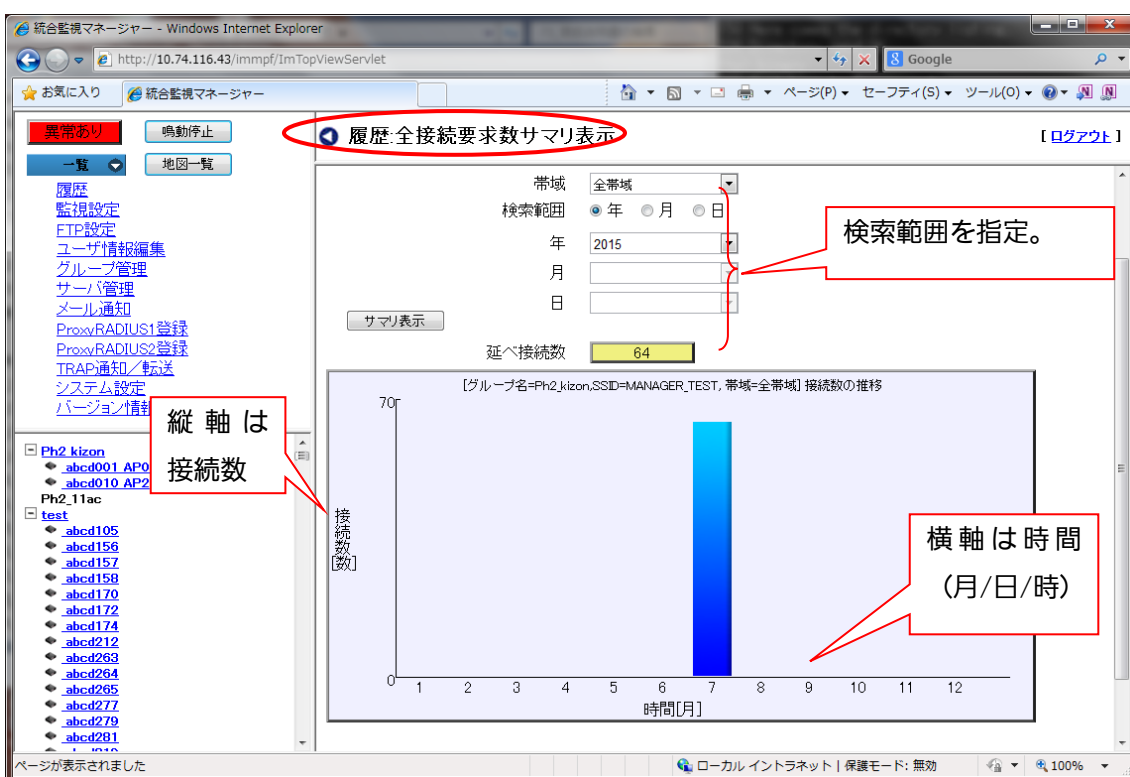 統合監視マネージャー - Windows Internet Explorer
http://10.74.116.43/immpf/ImTopViewServlet
Google
お気に入り
統合監視マネージャー
ページ(P)
セーフティ(S)
ツール(O)
異常あり
鳴動停止
一覧
地図一覧
履歴
監視設定
FTP設定
ユーザ情報編集
グループ管理
サーバ管理
メール通知
ProxyRADIUS1登録
ProxyRADIUS2登録
TRAP通知/転送
システム設定
バージョン情報
Ph2_kizon
abcd001 AP0
abcd010 AP2
Ph2_11ac
test
abcd105
abcd156
abcd157
abcd158
abcd170
abcd172
abcd174
abcd212
abcd263
abcd264
abcd265
abcd277
abcd279
abcd281
履歴:全接続要求数サマリ表示
[ ログアウト ]
帯域 全帯域
検索範囲 年 月 日
年 2015
月
日
サマリ表示
延べ接続数 64
検索範囲を指定。
[グループ名=Ph2_kizon,SSID=MANAGER_TEST, 帯域=全帯域] 接続数の推移
70
縦軸は
接続数
接続数[数]
横軸は時間
(月/日/時)
0
1 2 3 4 5 6 7 8 9 10 11 12
時間[月]
ページが表示されました
ローカル イントラネット | 保護モード: 無効
100%